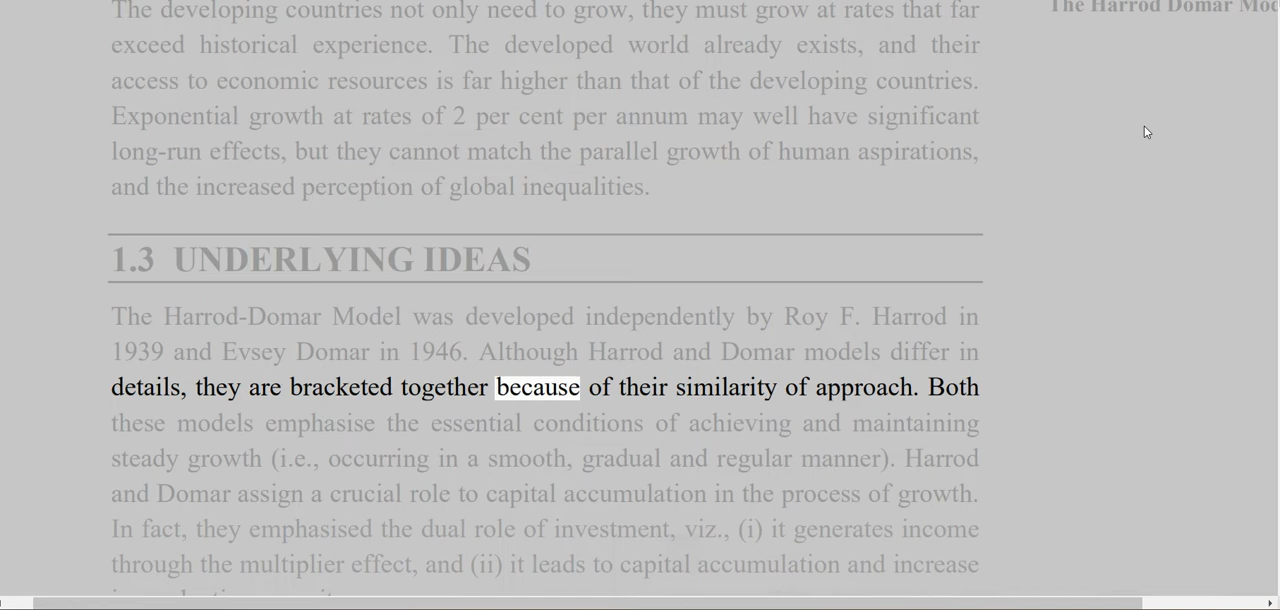 The developing countries not only need to grow, they must grow at rates that far
The Harrod Domar
exceed historical experience. The developed world already exists, and their
access to economic resources is far higher than that of the developing countries.
Exponential growth at rates of 2 per cent per annum may well have significant
long-run effects, but they cannot match the parallel growth of human aspirations,
and the increased perception of global inequalities.
1.3 UNDERLYING IDEAS
The Harrod-Domar Model was developed independently by Roy F. Harrod in
1939 and Evsey Domar in 1946. Although Harrod and Domar models differ in
details, they are bracketed together because of their similarity of approach. Both
these models emphasise the essential conditions of achieving and maintaining
steady growth (i.e., occurring in a smooth, gradual and regular manner). Harrod
and Domar assign a crucial role to capital accumulation in the process of growth.
In fact, they emphasised the dual role of investment, viz., (i) it generates income
through the multiplier effect, and (ii) it leads to capital accumulation and increase